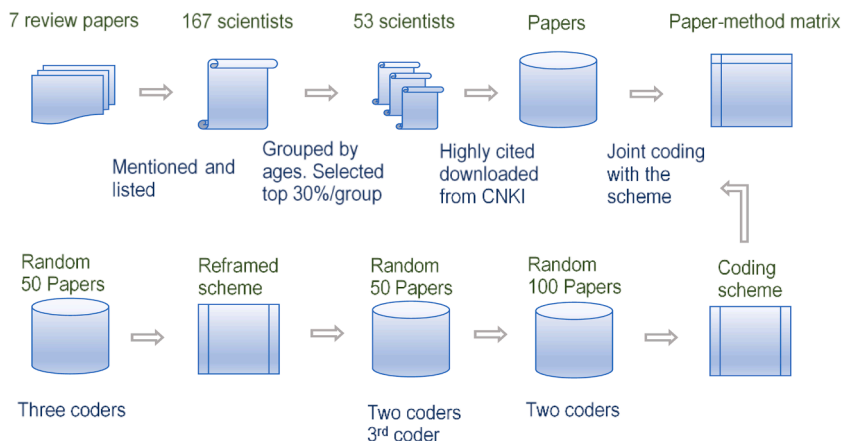 7 review papers
167 scientists
53 scientists
Papers
Paper-method matrix
Mentioned and
listed
Grouped by
ages. Selected
top 30%/group
Highly cited
downloaded
from CNKI
Joint coding
with the
scheme
Random
50 Papers
Reframed
scheme
Random
50 Papers
Random
100 Papers
Coding
scheme
Three coders
Two coders
3rd coder
Two coders